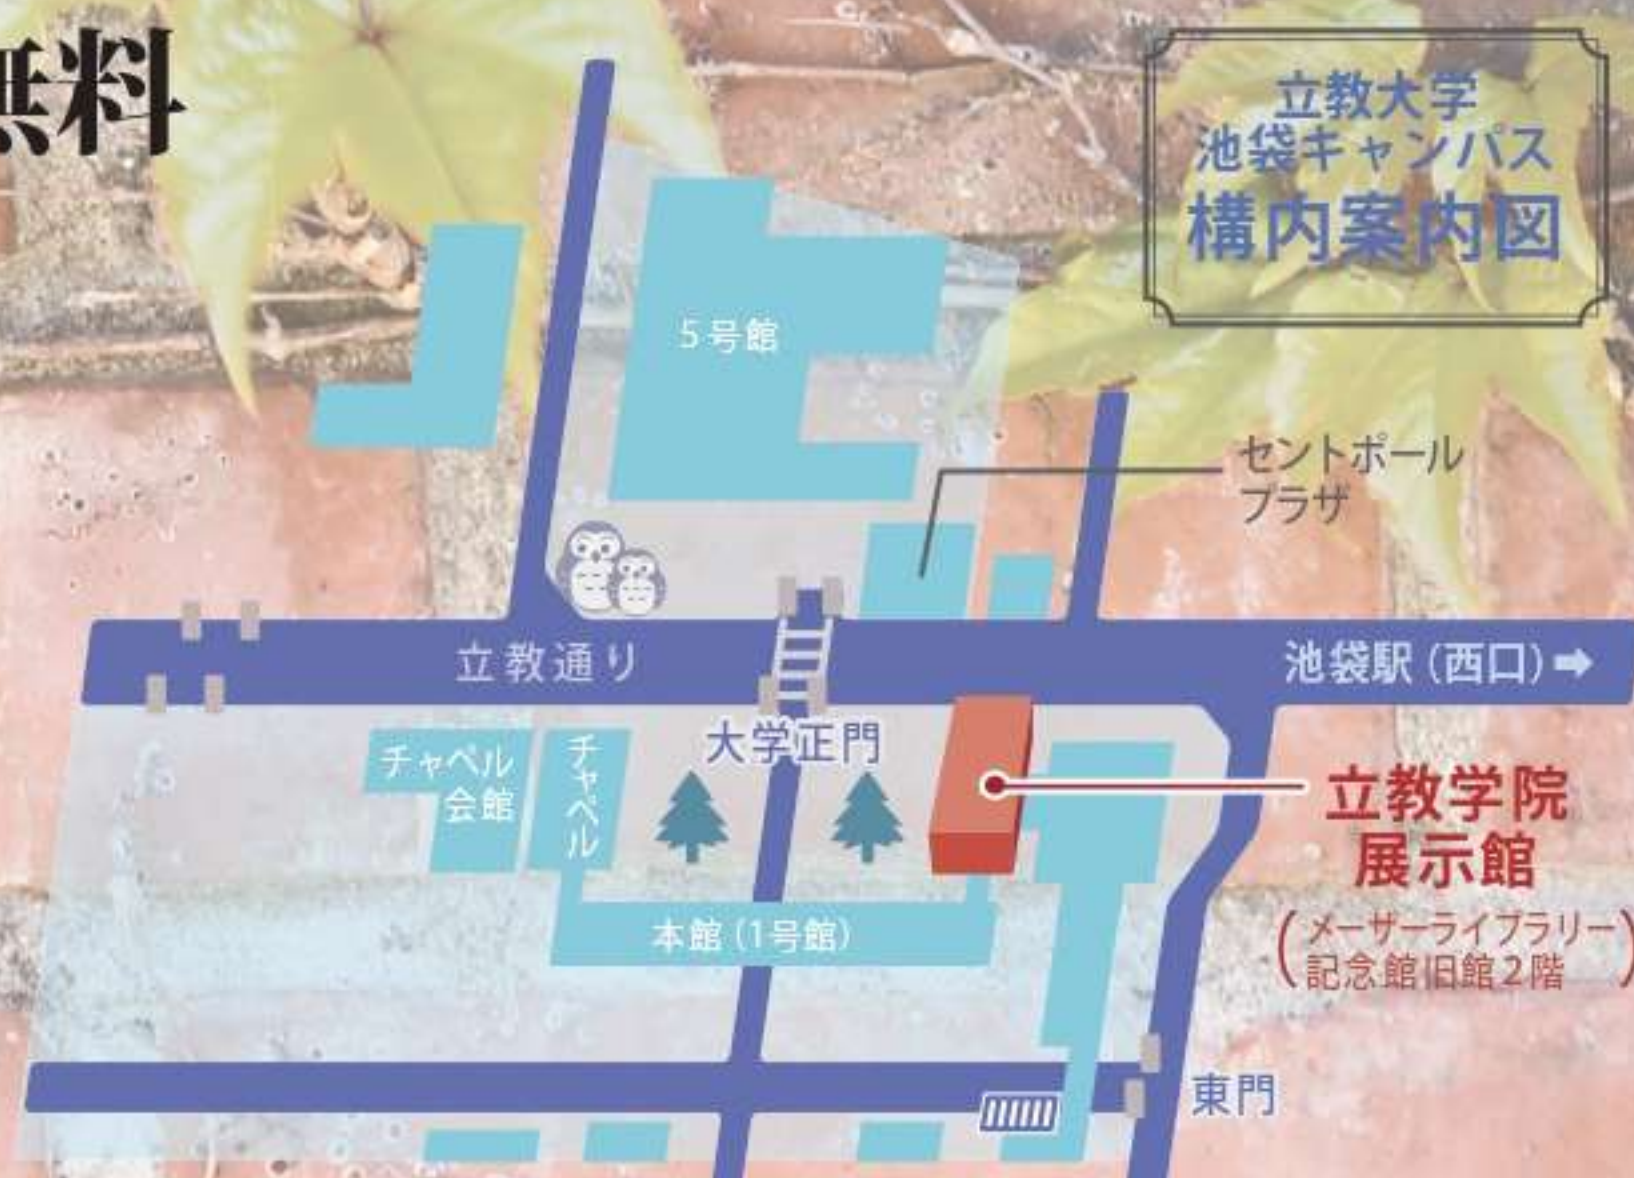 無料
立教大学
池袋キャンパス
構内案内図
5号館
セントポール
プラザ
立教通り
池袋駅（西口）➡
大学正門
チャペル
会館
チャペル
立教学院
展示館
（メーザーライブラリー
記念館旧館2階）
本館（1号館）
東門